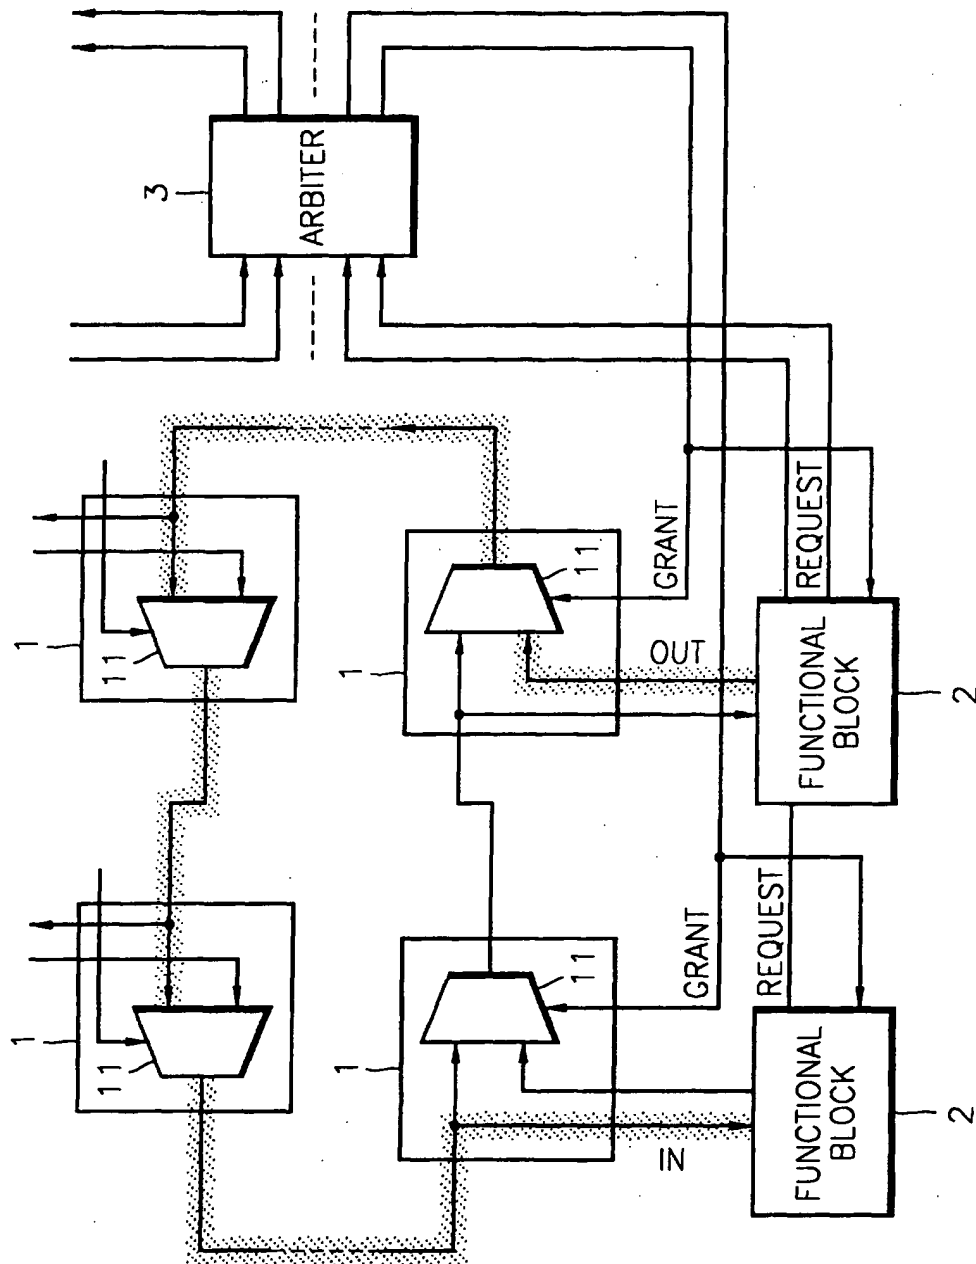 3
ARBITER
1
11
1
11
GRANT
REQUEST
OUT
FUNCTIONAL
BLOCK
2
1
11
1
11
GRANT
REQUEST
IN
FUNCTIONAL
BLOCK
2